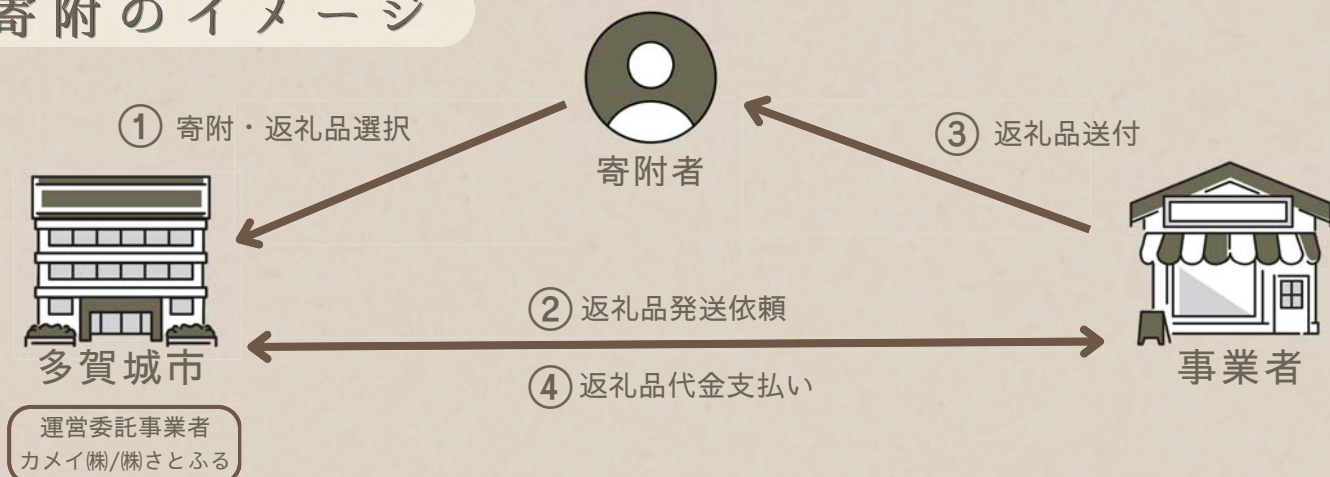 寄附のイメージ
① 寄附・返礼品選択
寄附者
③ 返礼品送付
② 返礼品発送依頼
④ 返礼品代金支払い
多賀城市
事業者
運営委託事業者
カメイ㈱/㈱さとふる